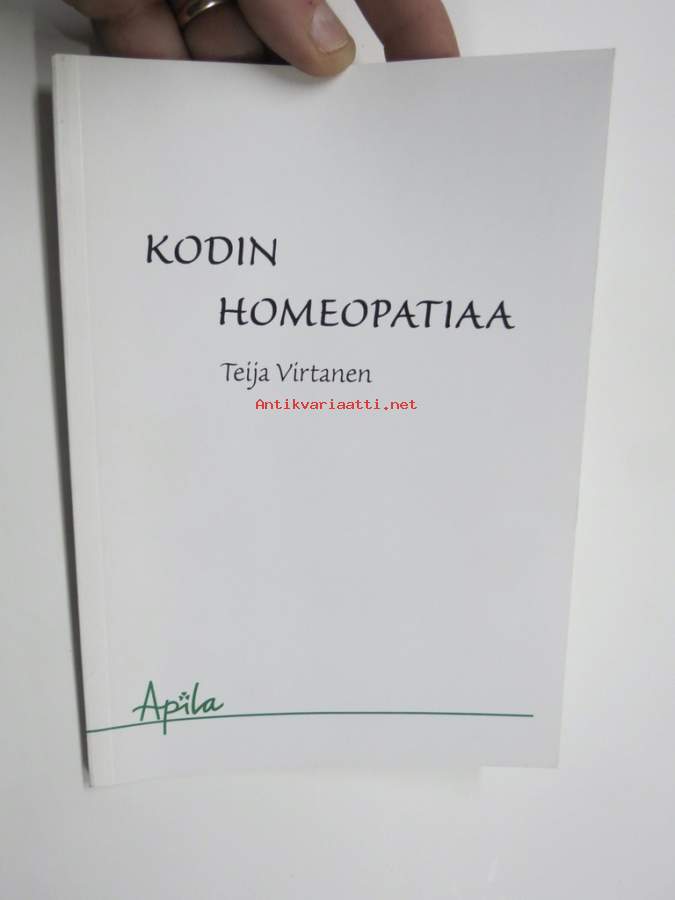 KODIN
HOMEOPATIAA
Teija Virtanen
Antikvariaatti.net
Apila